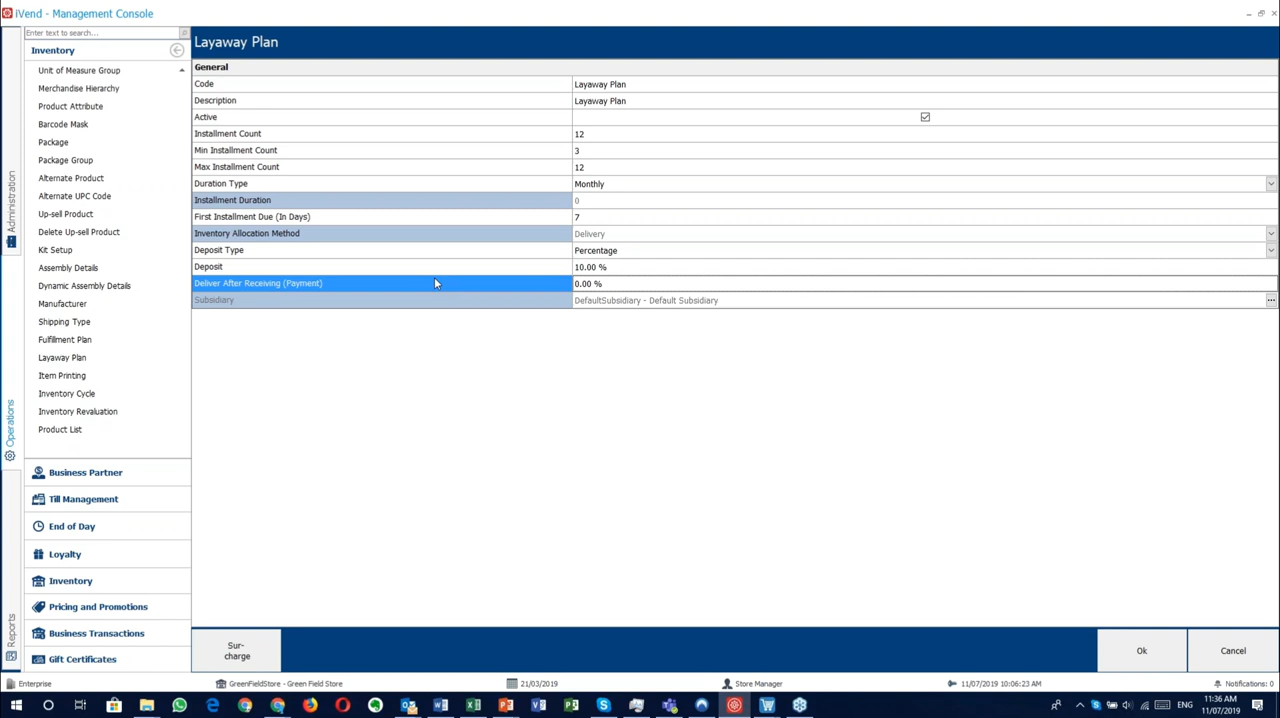 iVend - Management Console
Enter text to search...
Inventory
Unit of Measure Group
Merchandise Hierarchy
Product Attribute
Barcode Mask
Package
Package Group
Alternate Product
Alternate UPC Code
Up-sell Product
Delete Up-sell Product
Kit Setup
Assembly Details
Dynamic Assembly Details
Manufacturer
Shipping Type
Fulfillment Plan
Layaway Plan
Item Printing
Inventory Cycle
Inventory Revaluation
Product List
Business Partner
Till Management
End of Day
Loyalty
Inventory
Pricing and Promotions
Business Transactions
Gift Certificates
Administration
Operations
Reports
Layaway Plan
General
Code Layaway Plan
Description Layaway Plan
Active
Installment Count 12
Min Installment Count 3
Max Installment Count 12
Duration Type Monthly
Installment Duration 0
First Installment Due (In Days) 7
Inventory Allocation Method Delivery
Deposit Type Percentage
Deposit 10.00 %
Deliver After Receiving (Payment) 0.00 %
Subsidiary DefaultSubsidiary - Default Subsidiary
Sur-
charge
Ok
Cancel
Enterprise
GreenFieldStore - Green Field Store
21/03/2019
Store Manager
11/07/2019 10:06:23 AM
Notifications: 0
ENG
11:36 AM
11/07/2019